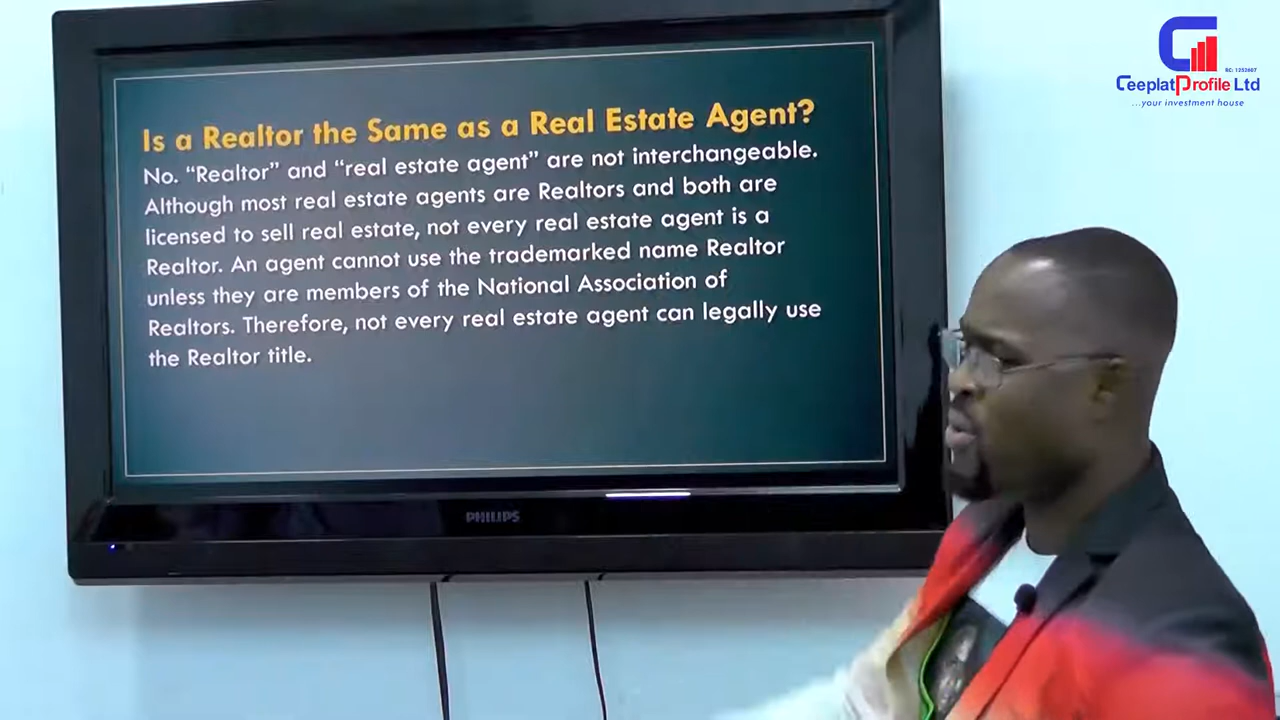 Is a Realtor the Same as a Real Estate Agent?
No. “Realtor” and “real estate agent” are not interchangeable.
Although most real estate agents are Realtors and both are
licensed to sell real estate, not every real estate agent is a
Realtor. An agent cannot use the trademarked name Realtor
unless they are members of the National Association of
Realtors. Therefore, not every real estate agent can legally use
the Realtor title.
PHILIPS
RC: 1252607
CeeplatProfile Ltd
...your investment house